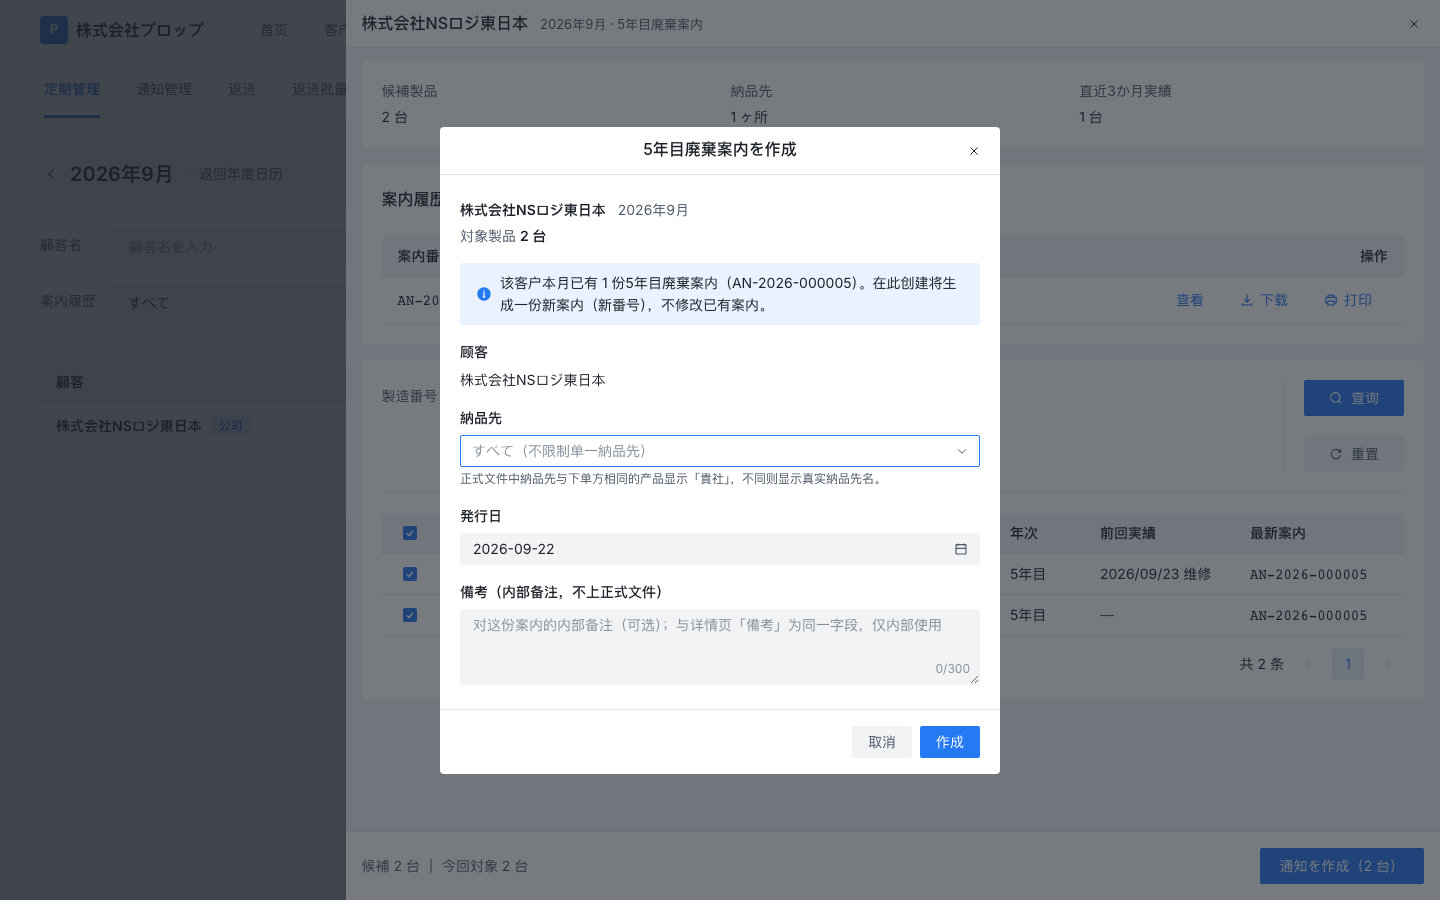 P 株式会社プロップ 首页 客户
定期管理 通知管理 返送 返送批量
2026年9月 返回年度日历
顧客名 顧客名を入力
案内履歴 すべて
顧客
株式会社NSロジ東日本 公司
株式会社NSロジ東日本 2026年9月 · 5年目廃棄案内
候補製品 納品先 直近3か月実績
2 台 1 ヶ所 1 台
案内履歴
案内番 操作
AN-20 查看 下载 打印
製造番号 查询
重置
年次 前回実績 最新案内
5年目 2026/09/23 维修 AN-2026-000005
5年目 — AN-2026-000005
共 2 条 1
候補 2 台 | 今回対象 2 台 通知を作成（2 台）
5年目廃棄案内を作成
株式会社NSロジ東日本 2026年9月
対象製品 2 台
该客户本月已有 1 份5年目廃棄案内（AN-2026-000005）。在此创建将生
成一份新案内（新番号），不修改已有案内。
顾客
株式会社NSロジ東日本
納品先
すべて（不限制单一納品先）
正式文件中納品先与下单方相同的产品显示「貴社」，不同则显示真实納品先名。
発行日
2026-09-22
備考（内部备注，不上正式文件）
对这份案内的内部备注（可选）；与详情页「備考」为同一字段，仅内部使用
0/300
取消 作成